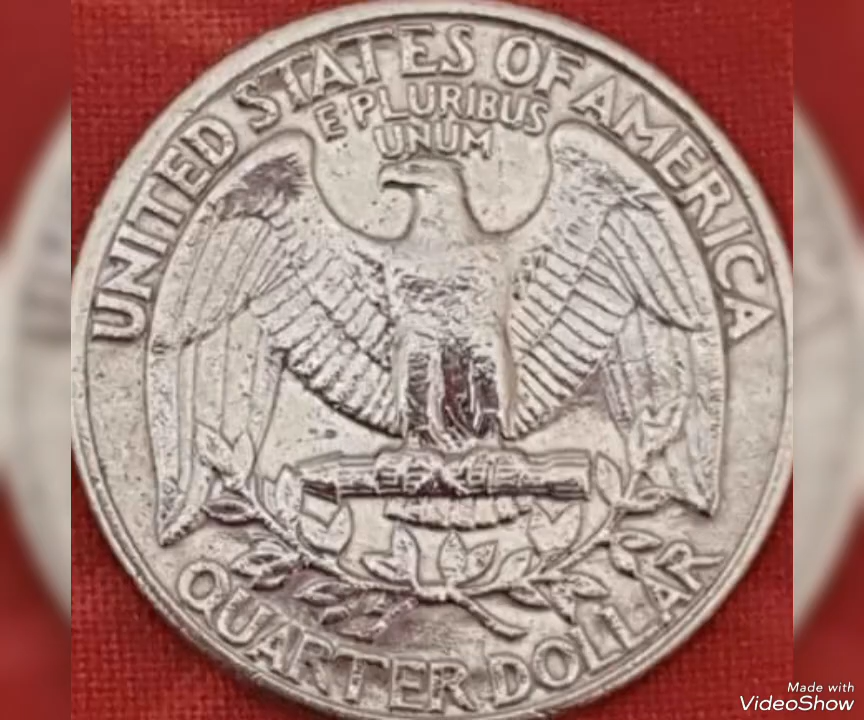 UNITED STATES OF AMERICA
E PLURIBUS
UNUM
QUARTER DOLLAR
Made with
VideoShow